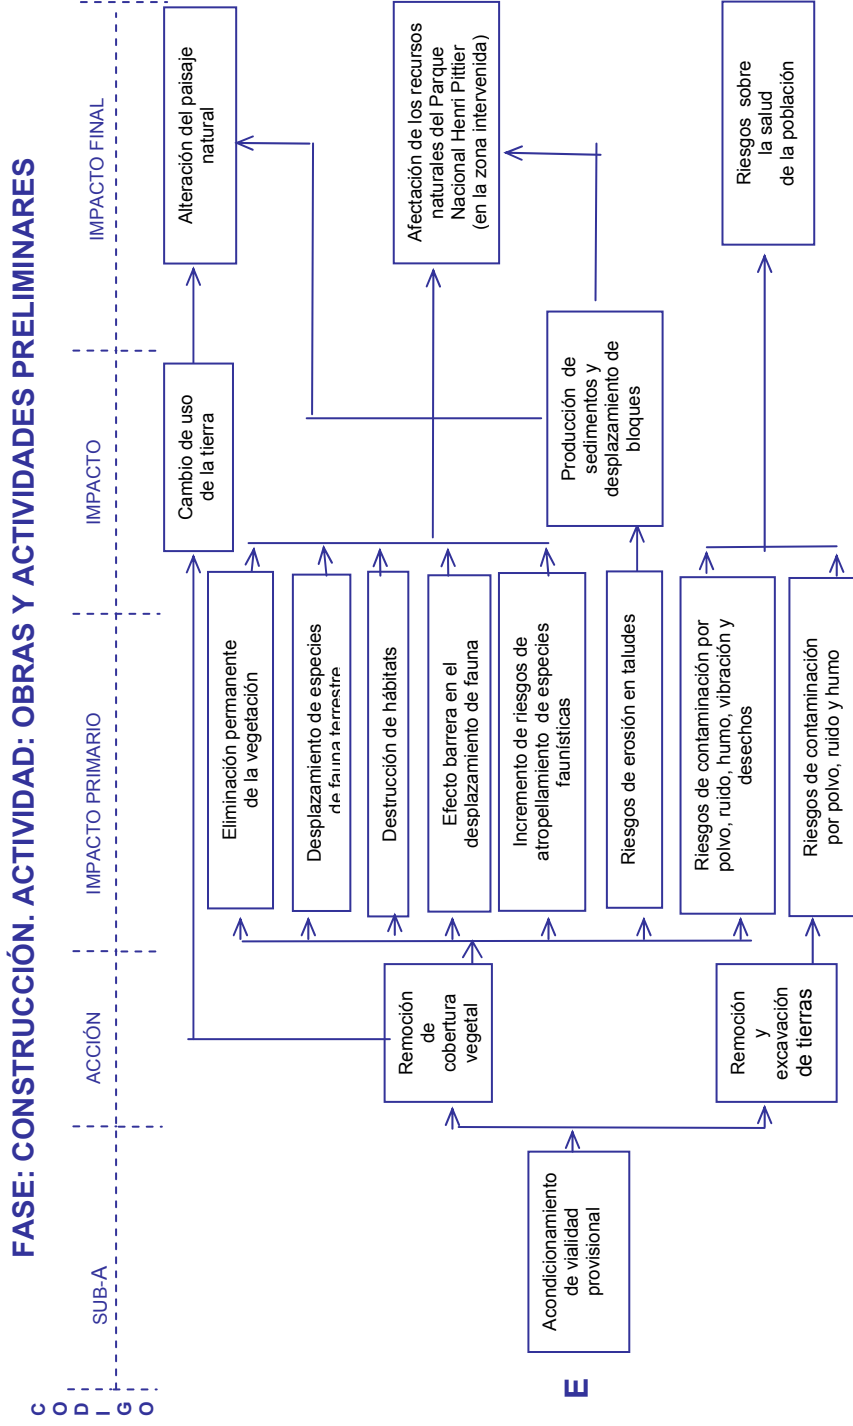 FASE: CONSTRUCCIÓN. ACTIVIDAD: OBRAS Y ACTIVIDADES PRELIMINARES
C
O
D
I
G
O
SUB-A
ACCIÓN
IMPACTO PRIMARIO
IMPACTO
IMPACTO FINAL
E
Acondicionamiento
de vialidad
provisional
Remoción
de
cobertura
vegetal
Remoción
y
excavación
de tierras
Eliminación permanente
de la vegetación
Desplazamiento de especies
de fauna terrestre
Destrucción de hábitats
Efecto barrera en el
desplazamiento de fauna
Incremento de riesgos de
atropellamiento de especies
faunísticas
Riesgos de erosión en taludes
Riesgos de contaminación por
polvo, ruido, humo, vibración y
desechos
Riesgos de contaminación
por polvo, ruido y humo
Cambio de uso
de la tierra
Producción de
sedimentos y
desplazamiento de
bloques
Alteración del paisaje
natural
Afectación de los recursos
naturales del Parque
Nacional Henri Pittier
(en la zona intervenida)
Riesgos sobre
la salud
de la población